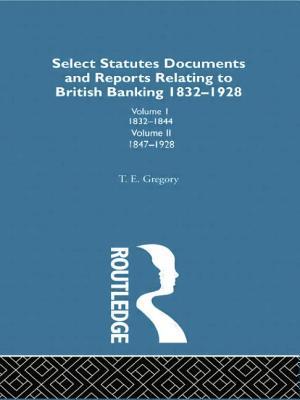 Select Statutes Documents
and Reports Relating to
British Banking 1832–1928
Volume I
1832–1844
Volume II
1847–1928
T. E. Gregory
ROUTLEDGE